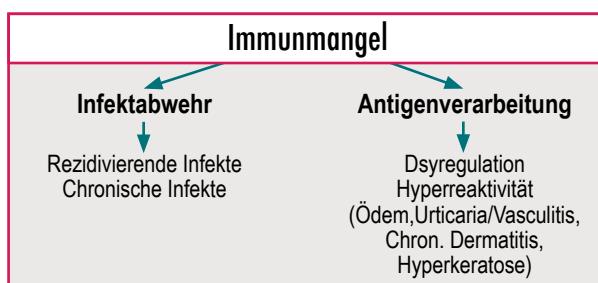 Immunmangel
Infektabwehr
Rezidivierende Infekte
Chronische Infekte
Antigenverarbeitung
Dsyregulation
Hyperreaktivität
(Ödem,Urticaria/Vasculitis,
Chron. Dermatitis,
Hyperkeratose)